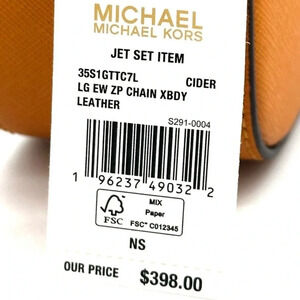 MICHAEL
MICHAEL KORS
JET SET ITEM
35S1GTTC7L CIDER
LG EW ZP CHAIN XBDY
LEATHER
S291-0004
1 96237 49032 2
FSC
MIX
Paper
FSC™ C012345
NS
OUR PRICE $398.00